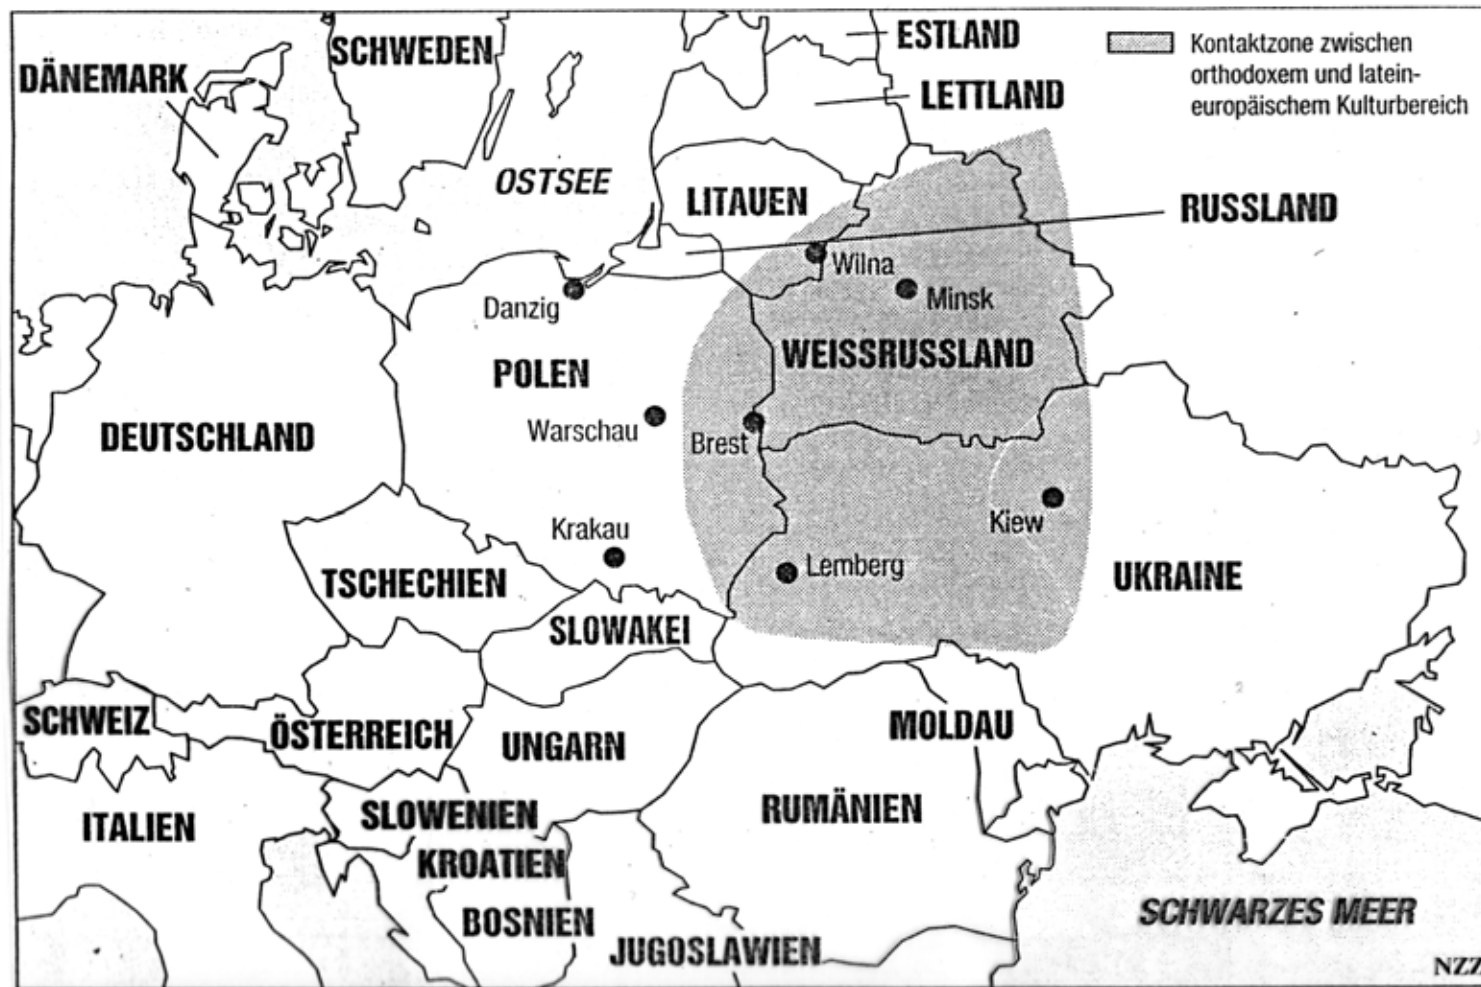 SCHWEDEN
ESTLAND
Kontaktzone zwischen
orthodoxem und latein-
europäischem Kulturbereich
DÄNEMARK
LETTLAND
OSTSEE
LITAUEN
RUSSLAND
Wilna
Danzig
Minsk
POLEN
WEISSRUSSLAND
DEUTSCHLAND
Warschau
Brest
Krakau
Kiew
Lemberg
TSCHECHIEN
UKRAINE
SLOWAKEI
SCHWEIZ
ÖSTERREICH
UNGARN
MOLDAU
ITALIEN
SLOWENIEN
RUMÄNIEN
KROATIEN
BOSNIEN
SCHWARZES MEER
JUGOSLAWIEN
NZZ